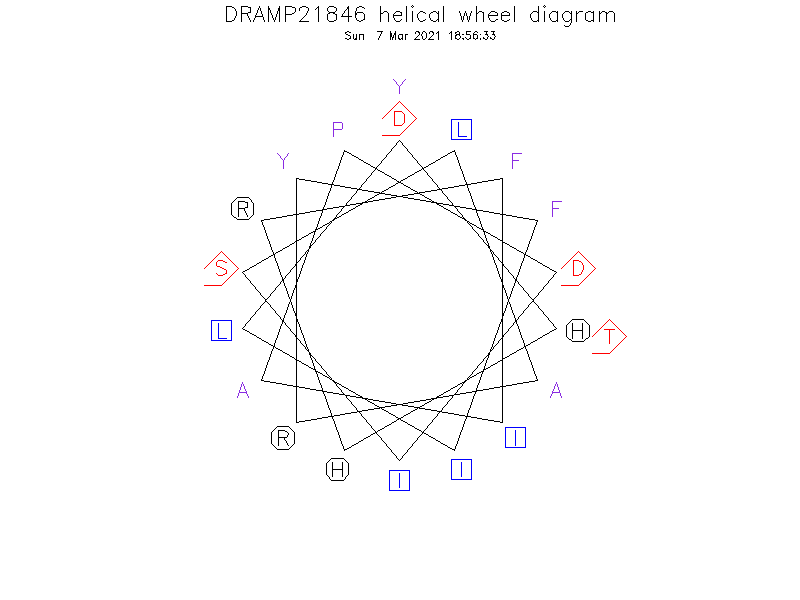 DRAMP21846 helical wheel diagram
Sun 7 Mar 2021 18:56:33
Y
P D L
Y F
R F
S D
L H T
A A
R I
H I I